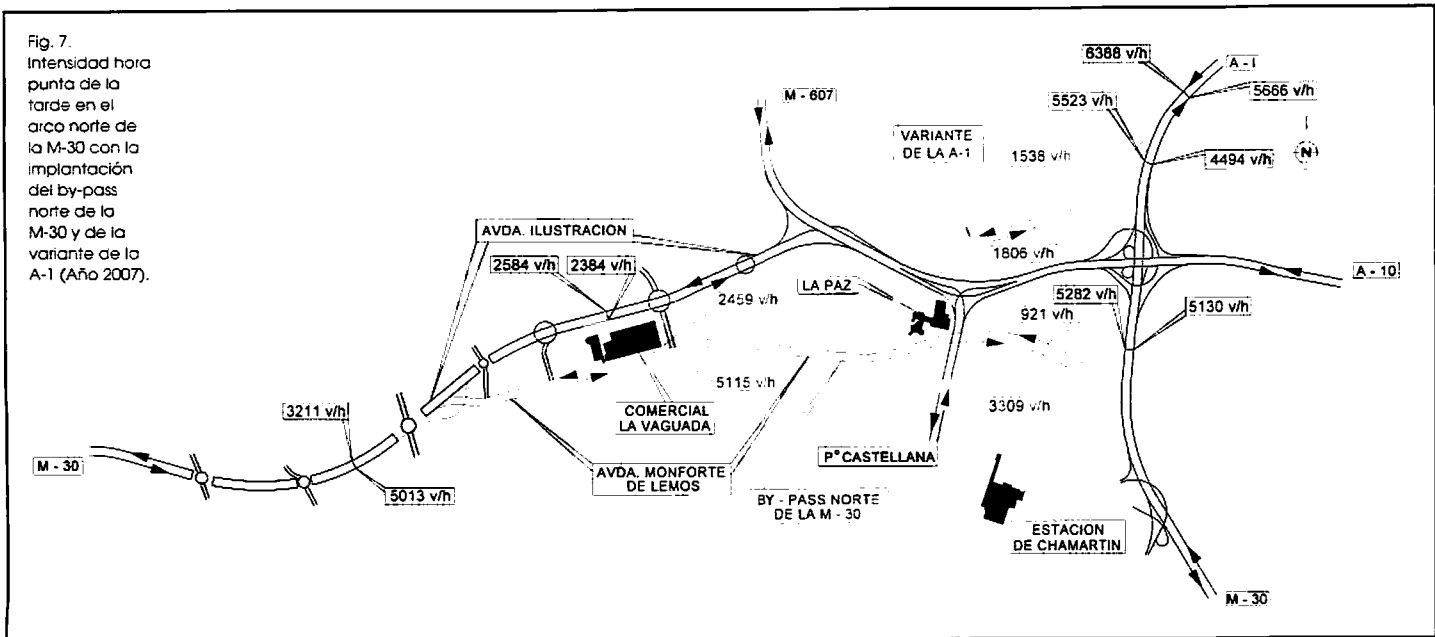 Fig. 7.
Intensidad hora
punta de la
tarde en el
arco norte de
la M-30 con la
implantación
del by-pass
norte de la
M-30 y de la
variante de la
A-1 (Año 2007).
6388 v/h
A - I
5666 v/h
5523 v/h
4494 v/h
N
M - 607
VARIANTE
DE LA A-1
1538 v/h
AVDA. ILUSTRACION
2584 v/h
2384 v/h
2459 v/h
1806 v/h
A - 10
LA PAZ
5282 v/h
5130 v/h
921 v/h
5115 v/h
3309 v/h
3211 v/h
COMERCIAL
LA VAGUADA
M - 30
5013 v/h
AVDA. MONFORTE
DE LEMOS
Pº CASTELLANA
BY - PASS NORTE
DE LA M - 30
ESTACION
DE CHAMARTIN
M - 30